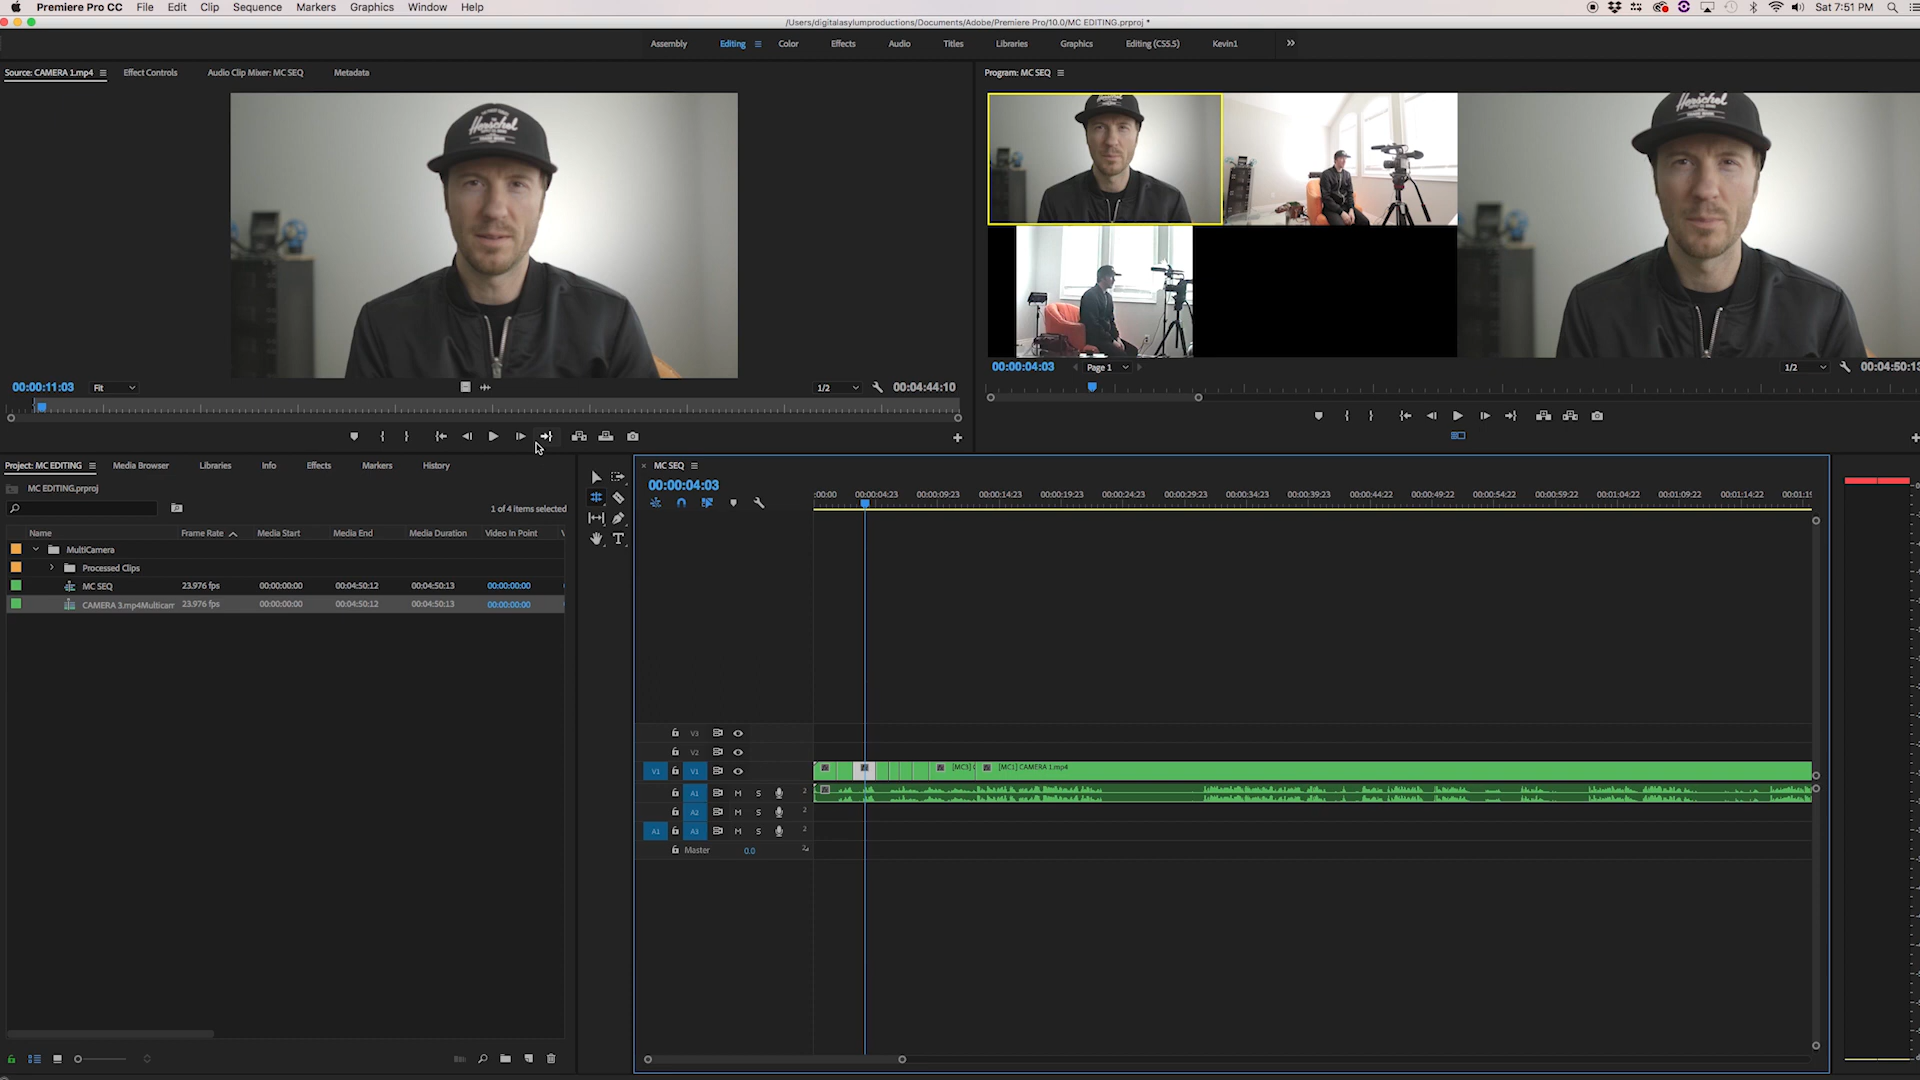 Premiere Pro CC File Edit Clip Sequence Markers Graphics Window Help Sat 7:51 PM
/Users/digitalasylumproductions/Documents/Adobe/Premiere Pro/10.0/MC EDITING.prproj *
Assembly Editing Color Effects Audio Titles Libraries Graphics Editing (CS5.5) Kevin1
Source: CAMERA 1.mp4 Effect Controls Audio Clip Mixer: MC SEQ Metadata
Program: MC SEQ
Herschel
Herschel
Herschel
00:00:11:03 Fit 1/2 00:04:44:10
00:00:04:03 Page 1 1/2 00:04:50:13
Project: MC EDITING Media Browser Libraries Info Effects Markers History
MC EDITING.prproj
1 of 4 items selected
Name Frame Rate Media Start Media End Media Duration Video In Point
MultiCamera
Processed Clips
MC SEQ 23.976 fps 00:00:00:00 00:04:50:12 00:04:50:13 00:00:00:00
CAMERA 3.mp4Multicam 23.976 fps 00:00:00:00 00:04:50:12 00:04:50:13 00:00:00:00
MC SEQ
00:00:04:03
:00:00 00:00:04:23 00:00:09:23 00:00:14:23 00:00:19:23 00:00:24:23 00:00:29:23 00:00:34:23 00:00:39:23 00:00:44:22 00:00:49:22 00:00:54:22 00:00:59:22 00:01:04:22 00:01:09:22 00:01:14:22 00:01:19
V3
V2
V1 V1 [MC3] [MC1] CAMERA 1.mp4
A1 M S 2
A2 M S 2
A1 A3 M S 2
Master 0.0